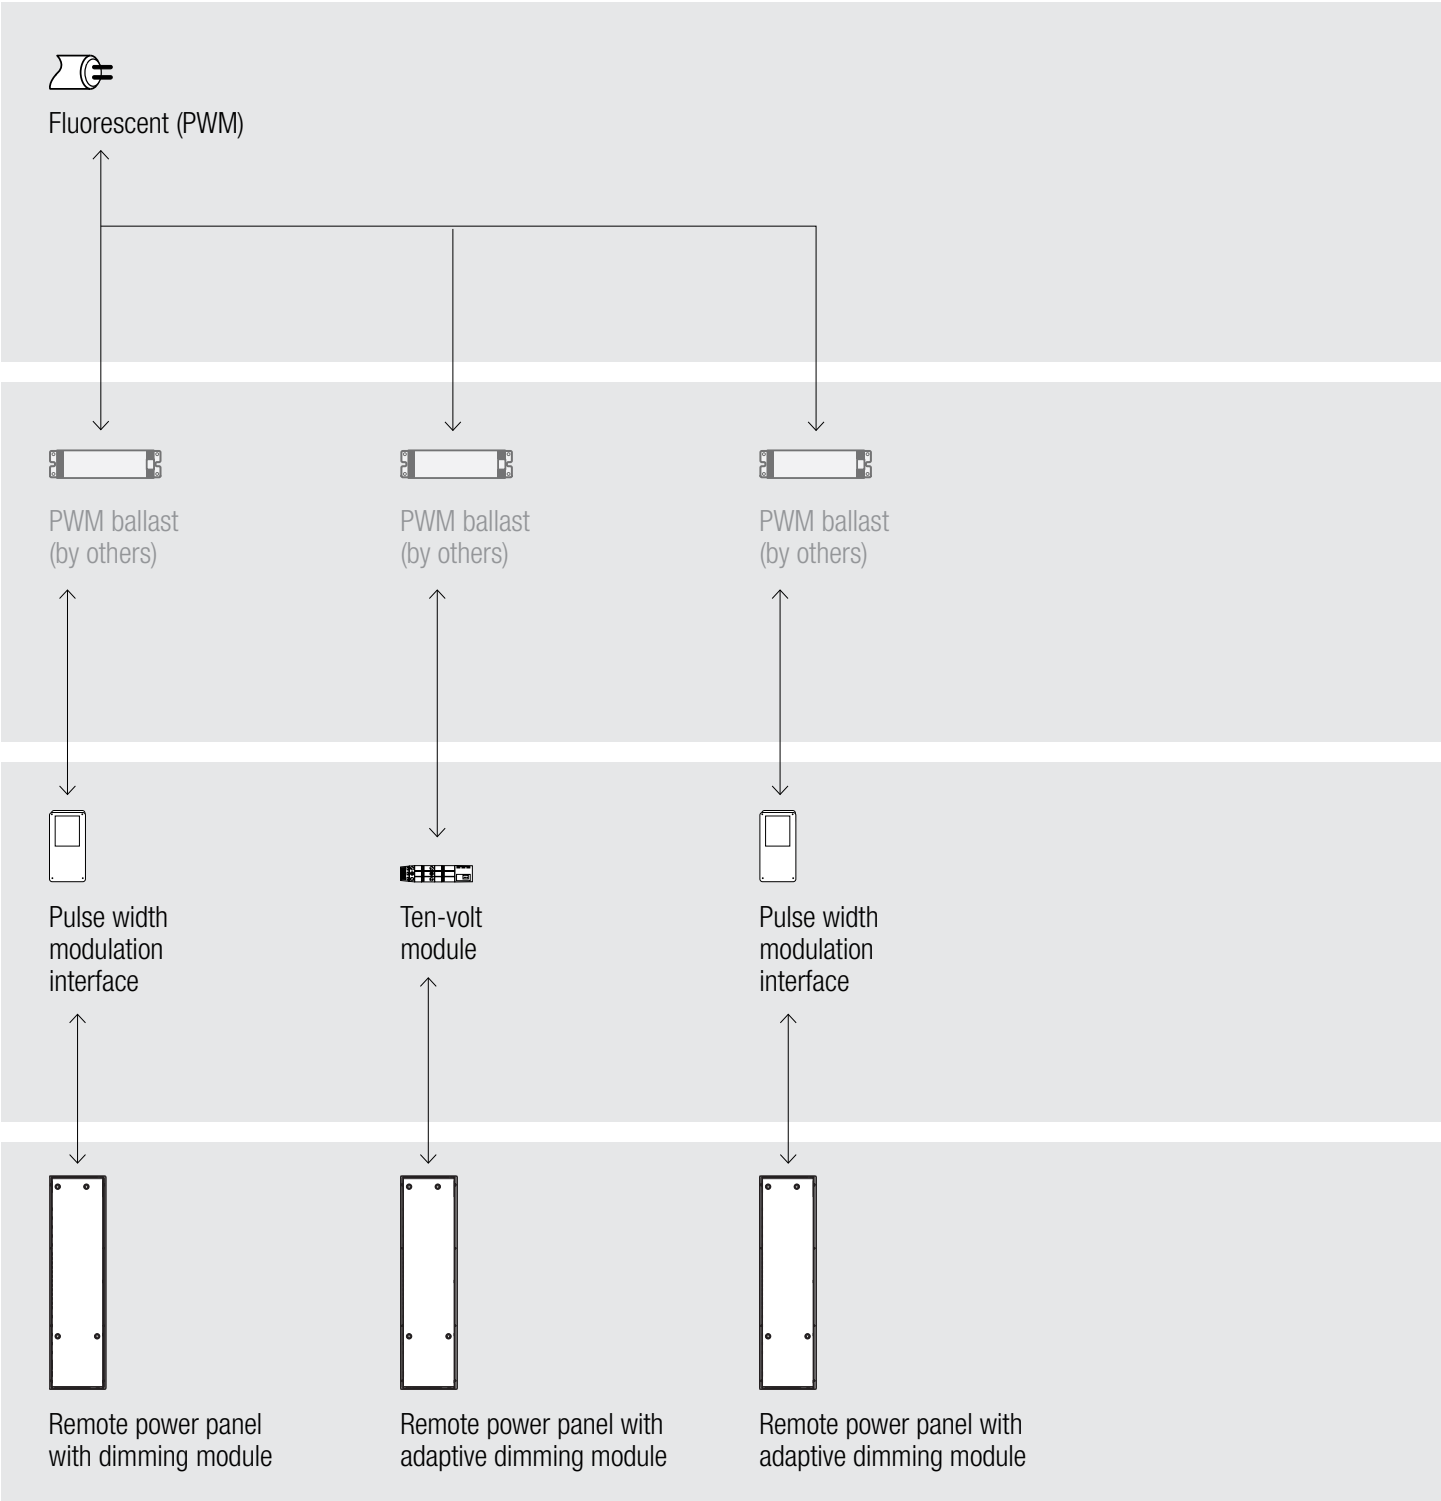 Fluorescent (PWM)
PWM ballast
(by others)
PWM ballast
(by others)
PWM ballast
(by others)
Pulse width
modulation
interface
Ten-volt
module
Pulse width
modulation
interface
Remote power panel
with dimming module
Remote power panel with
adaptive dimming module
Remote power panel with
adaptive dimming module